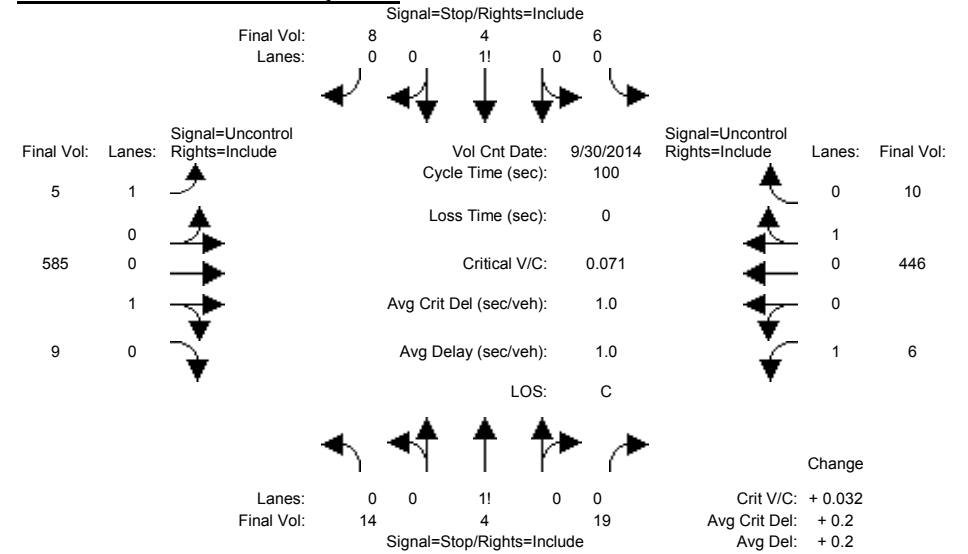 Signal=Stop/Rights=Include
Final Vol: 8 4 6
Lanes: 0 0 1! 0 0
Signal=Uncontrol
Final Vol: Lanes: Rights=Include
Vol Cnt Date: 9/30/2014
Signal=Uncontrol
Rights=Include Lanes: Final Vol:
Cycle Time (sec): 100
5 1 0 10
Loss Time (sec): 0
0 1
585 0 Critical V/C: 0.071 0 446
1 Avg Crit Del (sec/veh): 1.0 0
9 0 Avg Delay (sec/veh): 1.0 1 6
LOS: C
Change
Lanes: 0 0 1! 0 0 Crit V/C: + 0.032
Final Vol: 14 4 19 Avg Crit Del: + 0.2
Signal=Stop/Rights=Include Avg Del: + 0.2